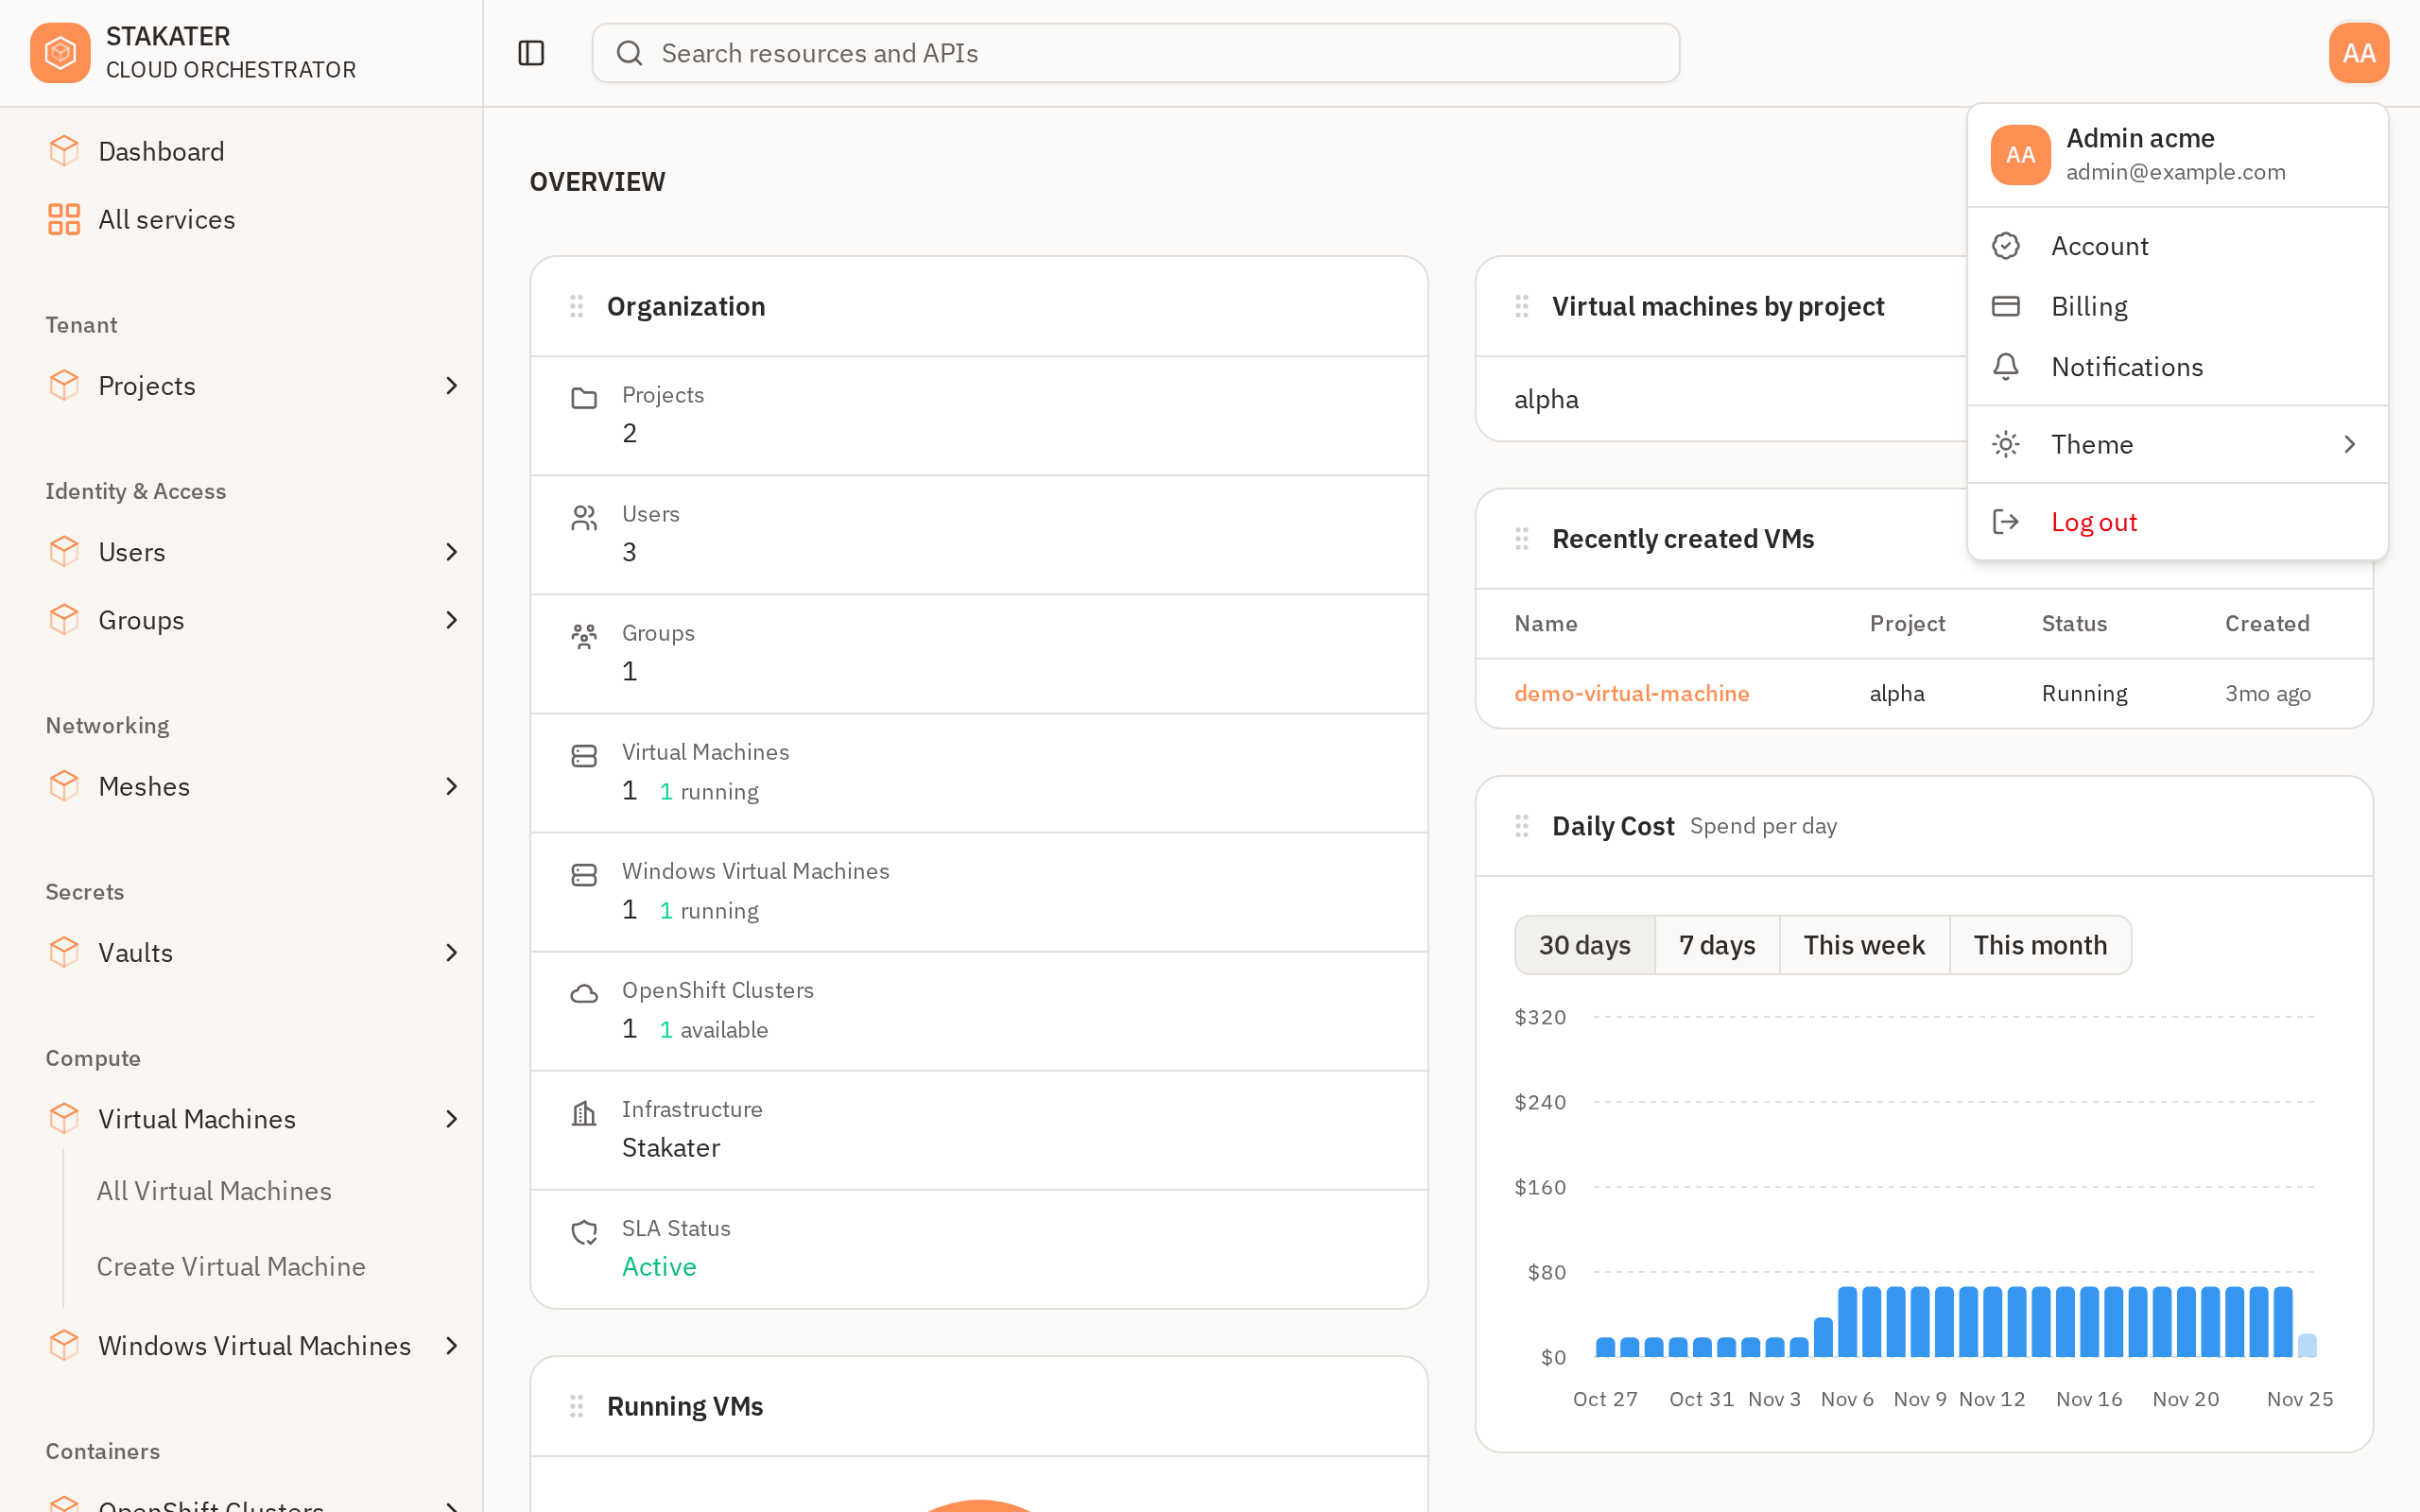 STAKATER
CLOUD ORCHESTRATOR
Search resources and APIs
AA
Dashboard
All services
Tenant
Projects
Identity & Access
Users
Groups
Networking
Meshes
Secrets
Vaults
Compute
Virtual Machines
All Virtual Machines
Create Virtual Machine
Windows Virtual Machines
Containers
OpenShift Clusters
OVERVIEW
Organization
Projects
2
Users
3
Groups
1
Virtual Machines
1 1 running
Windows Virtual Machines
1 1 running
OpenShift Clusters
1 1 available
Infrastructure
Stakater
SLA Status
Active
Running VMs
Virtual machines by project
alpha
Recently created VMs
Name Project Status Created
demo-virtual-machine alpha Running 3mo ago
Daily Cost Spend per day
30 days 7 days This week This month
$320
$240
$160
$80
$0
Oct 27 Oct 31 Nov 3 Nov 6 Nov 9 Nov 12 Nov 16 Nov 20 Nov 25
AA
Admin acme
admin@example.com
Account
Billing
Notifications
Theme
Log out